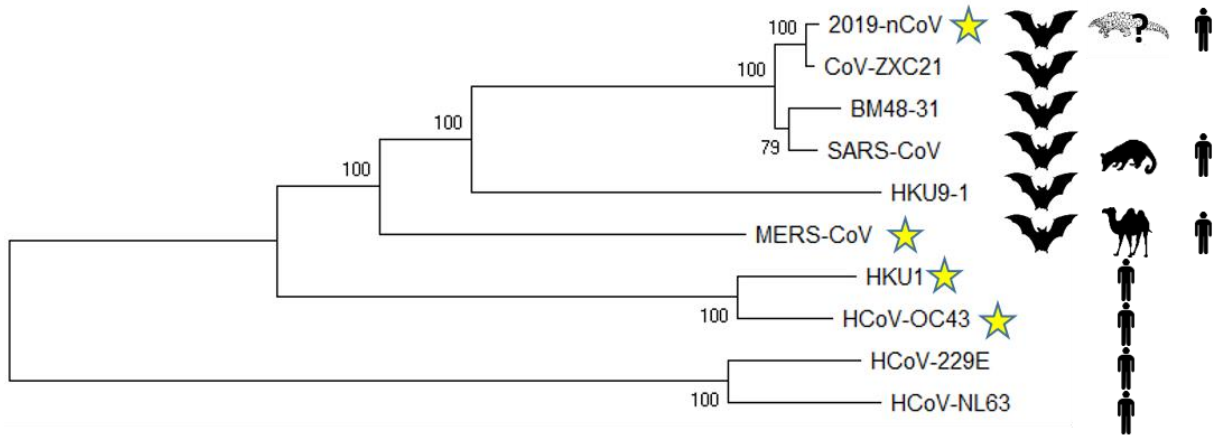 100 2019-nCoV ?
100 CoV-ZXC21
100 BM48-31
79 SARS-CoV
100 HKU9-1
MERS-CoV
HKU1
100 HCoV-OC43
HCoV-229E
100 HCoV-NL63